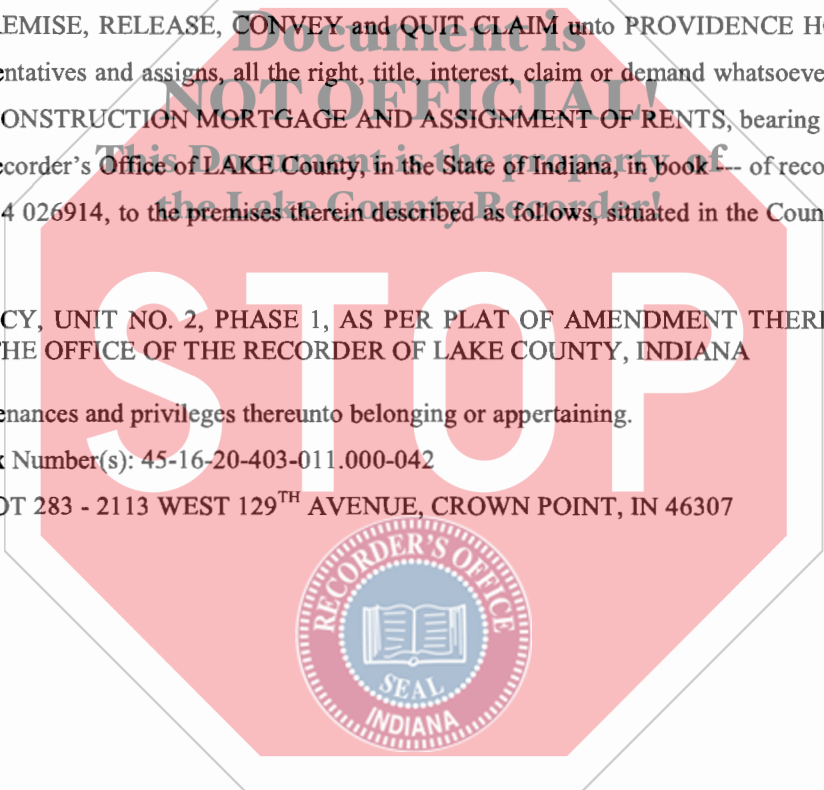 EMISE, RELEASE, CONVEY and QUIT CLAIM unto PROVIDENCE H
Document is
entatives and assigns, all the right, title, interest, claim or demand whatsoeve
NOT OFFICIAL!
ONSTRUCTION MORTGAGE AND ASSIGNMENT OF RENTS, bearing
This Document is the property of
ecorder's Office of LAKE County, in the State of Indiana, in book --- of reco
the Lake County Recorder!
4 026914, to the premises therein described as follows, situated in the Coun
STOP
CY, UNIT NO. 2, PHASE 1, AS PER PLAT OF AMENDMENT THER
HE OFFICE OF THE RECORDER OF LAKE COUNTY, INDIANA
enances and privileges thereunto belonging or appertaining.
x Number(s): 45-16-20-403-011.000-042
OT 283 - 2113 WEST 129TH AVENUE, CROWN POINT, IN 46307
RECORDER'S OFFICE
SEAL
INDIANA